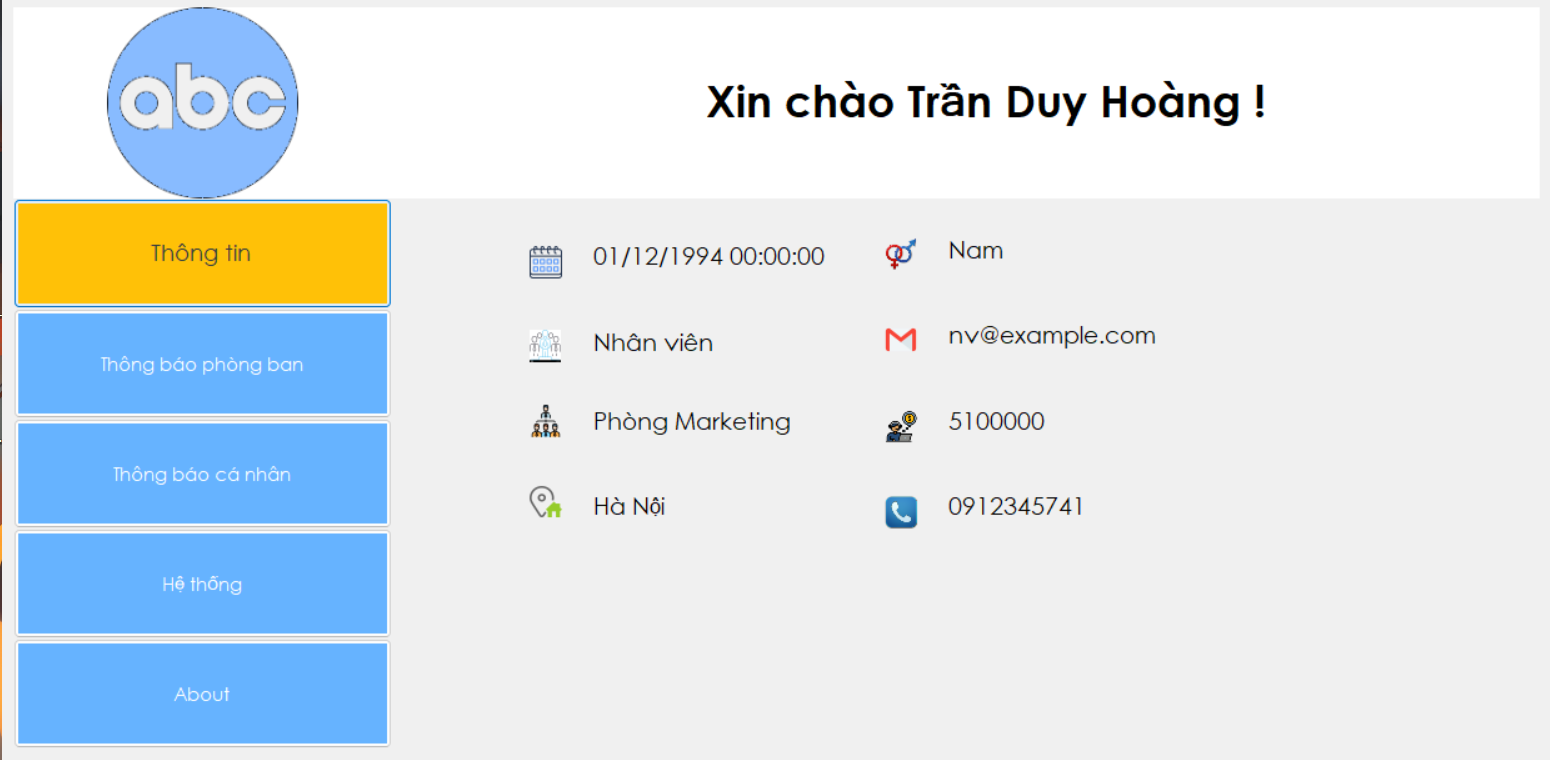 abc
Xin chào Trần Duy Hoàng !
Thông tin
Thông báo phòng ban
Thông báo cá nhân
Hệ thống
About
01/12/1994 00:00:00
Nam
Nhân viên
nv@example.com
Phòng Marketing
5100000
Hà Nội
0912345741